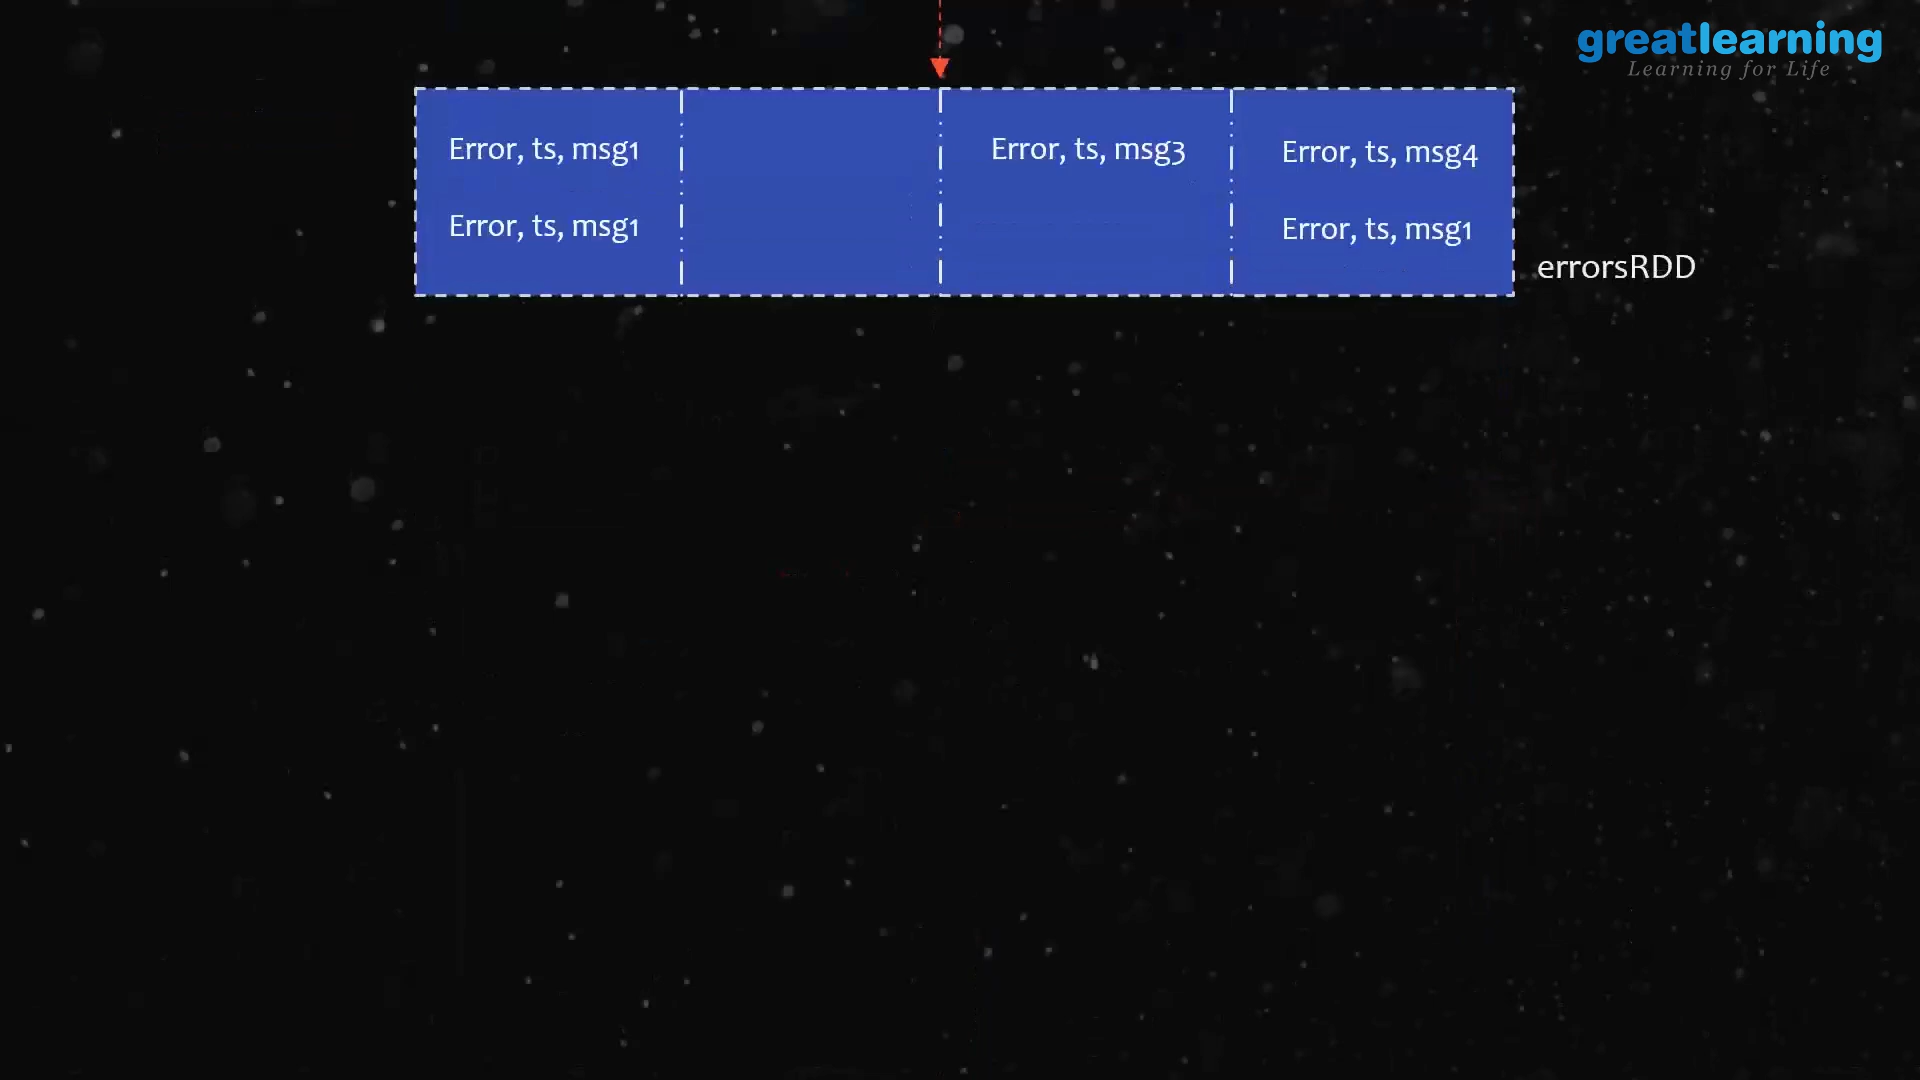 greatlearning
Learning for Life
Error, ts, msg1
Error, ts, msg3
Error, ts, msg4
Error, ts, msg1
Error, ts, msg1
errorsRDD